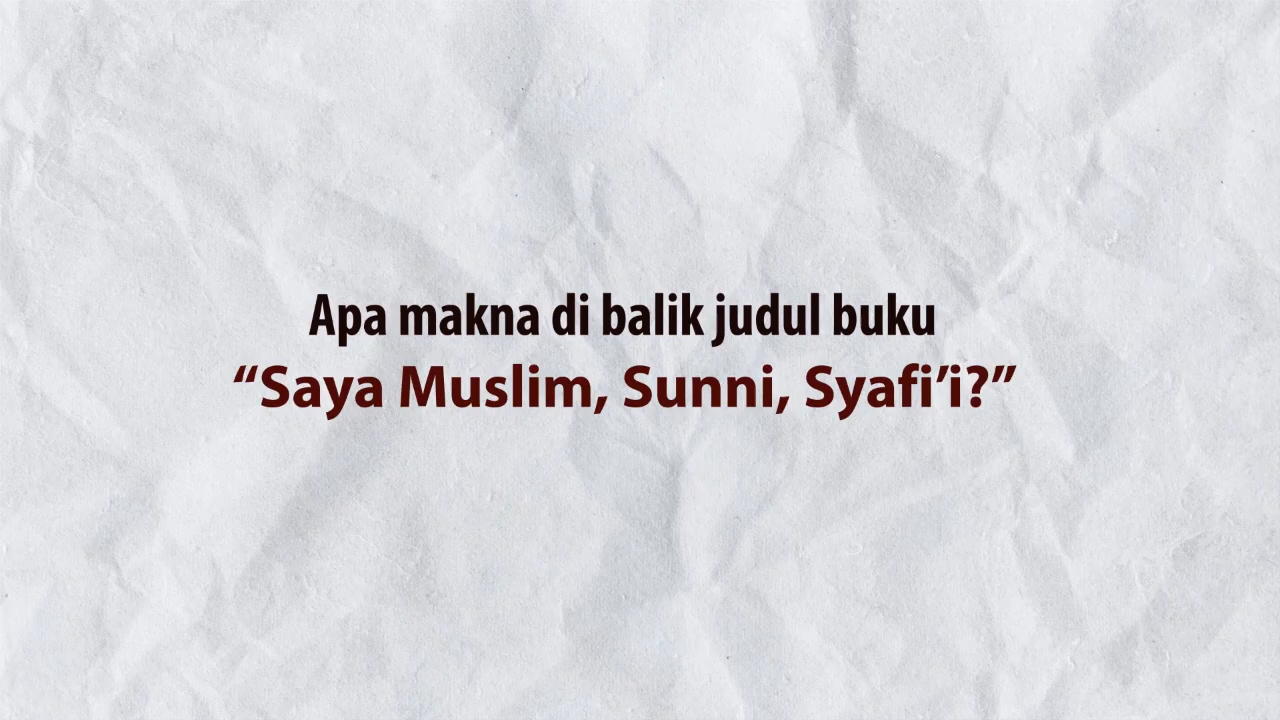 Apa makna di balik judul buku
“Saya Muslim, Sunni, Syafi’i?”